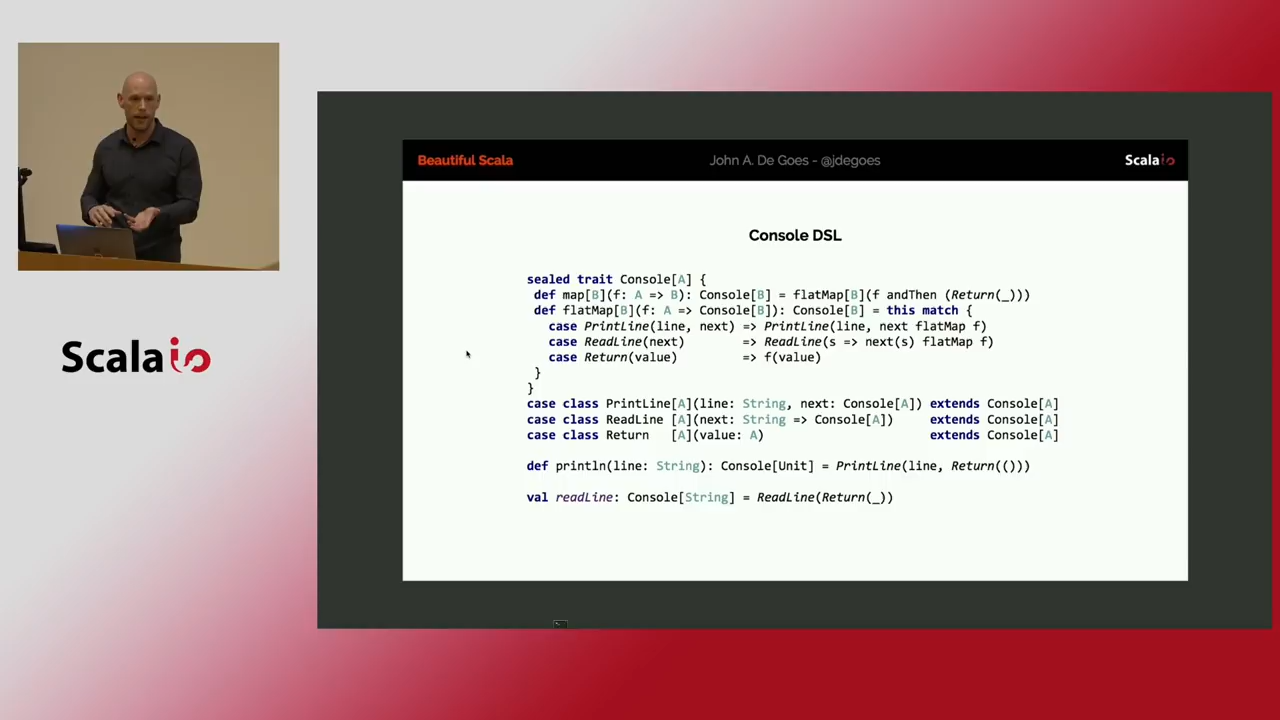 Scalaio
Beautiful Scala
John A. De Goes - @jdegoes
Scalaio
Console DSL
sealed trait Console[A] {
def map[B](f: A => B): Console[B] = flatMap[B](f andThen (Return(_)))
def flatMap[B](f: A => Console[B]): Console[B] = this match {
case PrintLine(line, next) => PrintLine(line, next flatMap f)
case ReadLine(next) => ReadLine(s => next(s) flatMap f)
case Return(value) => f(value)
}
}
case class PrintLine[A](line: String, next: Console[A]) extends Console[A]
case class ReadLine [A](next: String => Console[A]) extends Console[A]
case class Return [A](value: A) extends Console[A]
def println(line: String): Console[Unit] = PrintLine(line, Return(()))
val readLine: Console[String] = ReadLine(Return(_))